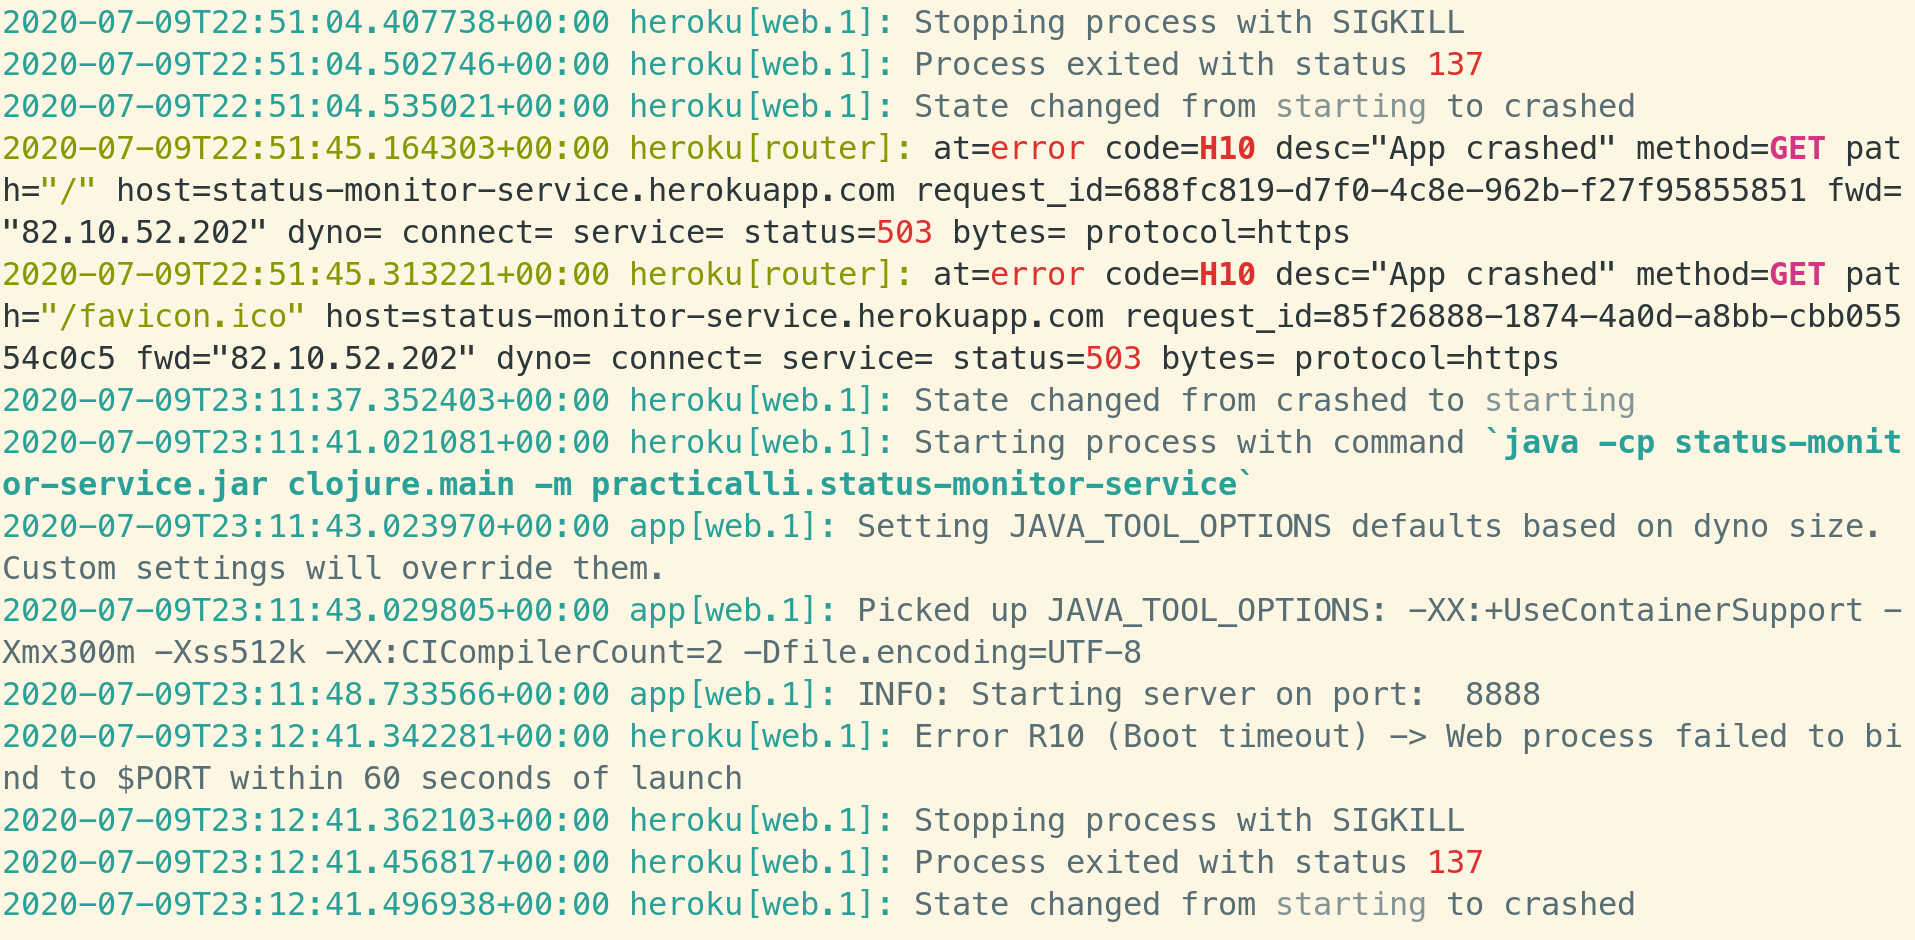 2020-07-09T22:51:04.407738+00:00 heroku[web.1]: Stopping process with SIGKILL
2020-07-09T22:51:04.502746+00:00 heroku[web.1]: Process exited with status 137
2020-07-09T22:51:04.535021+00:00 heroku[web.1]: State changed from starting to crashed
2020-07-09T22:51:45.164303+00:00 heroku[router]: at=error code=H10 desc="App crashed" method=GET pat
h="/" host=status-monitor-service.herokuapp.com request_id=688fc819-d7f0-4c8e-962b-f27f95855851 fwd=
"82.10.52.202" dyno= connect= service= status=503 bytes= protocol=https
2020-07-09T22:51:45.313221+00:00 heroku[router]: at=error code=H10 desc="App crashed" method=GET pat
h="/favicon.ico" host=status-monitor-service.herokuapp.com request_id=85f26888-1874-4a0d-a8bb-cbb055
54c0c5 fwd="82.10.52.202" dyno= connect= service= status=503 bytes= protocol=https
2020-07-09T23:11:37.352403+00:00 heroku[web.1]: State changed from crashed to starting
2020-07-09T23:11:41.021081+00:00 heroku[web.1]: Starting process with command `java -cp status-monit
or-service.jar clojure.main -m practicalli.status-monitor-service`
2020-07-09T23:11:43.023970+00:00 app[web.1]: Setting JAVA_TOOL_OPTIONS defaults based on dyno size.
Custom settings will override them.
2020-07-09T23:11:43.029805+00:00 app[web.1]: Picked up JAVA_TOOL_OPTIONS: -XX:+UseContainerSupport -
Xmx300m -Xss512k -XX:CICompilerCount=2 -Dfile.encoding=UTF-8
2020-07-09T23:11:48.733566+00:00 app[web.1]: INFO: Starting server on port:  8888
2020-07-09T23:12:41.342281+00:00 heroku[web.1]: Error R10 (Boot timeout) -> Web process failed to bi
nd to $PORT within 60 seconds of launch
2020-07-09T23:12:41.362103+00:00 heroku[web.1]: Stopping process with SIGKILL
2020-07-09T23:12:41.456817+00:00 heroku[web.1]: Process exited with status 137
2020-07-09T23:12:41.496938+00:00 heroku[web.1]: State changed from starting to crashed